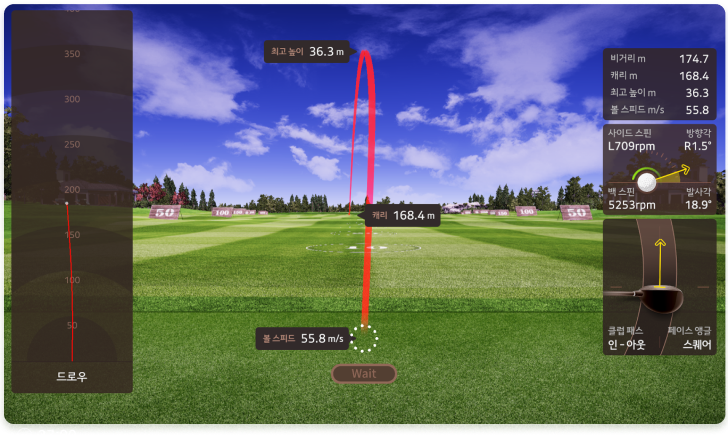 350
300
250
200
150
100
50
드로우
최고 높이 36.3 m
캐리 168.4 m
볼 스피드 55.8 m/s
Wait
50
100
100
50
비거리 m 174.7
캐리 m 168.4
최고 높이 m 36.3
볼 스피드 m/s 55.8
사이드 스핀 방향각
L709rpm R1.5°
백 스핀 발사각
5253rpm 18.9°
클럽 패스 페이스 앵글
인 - 아웃 스퀘어